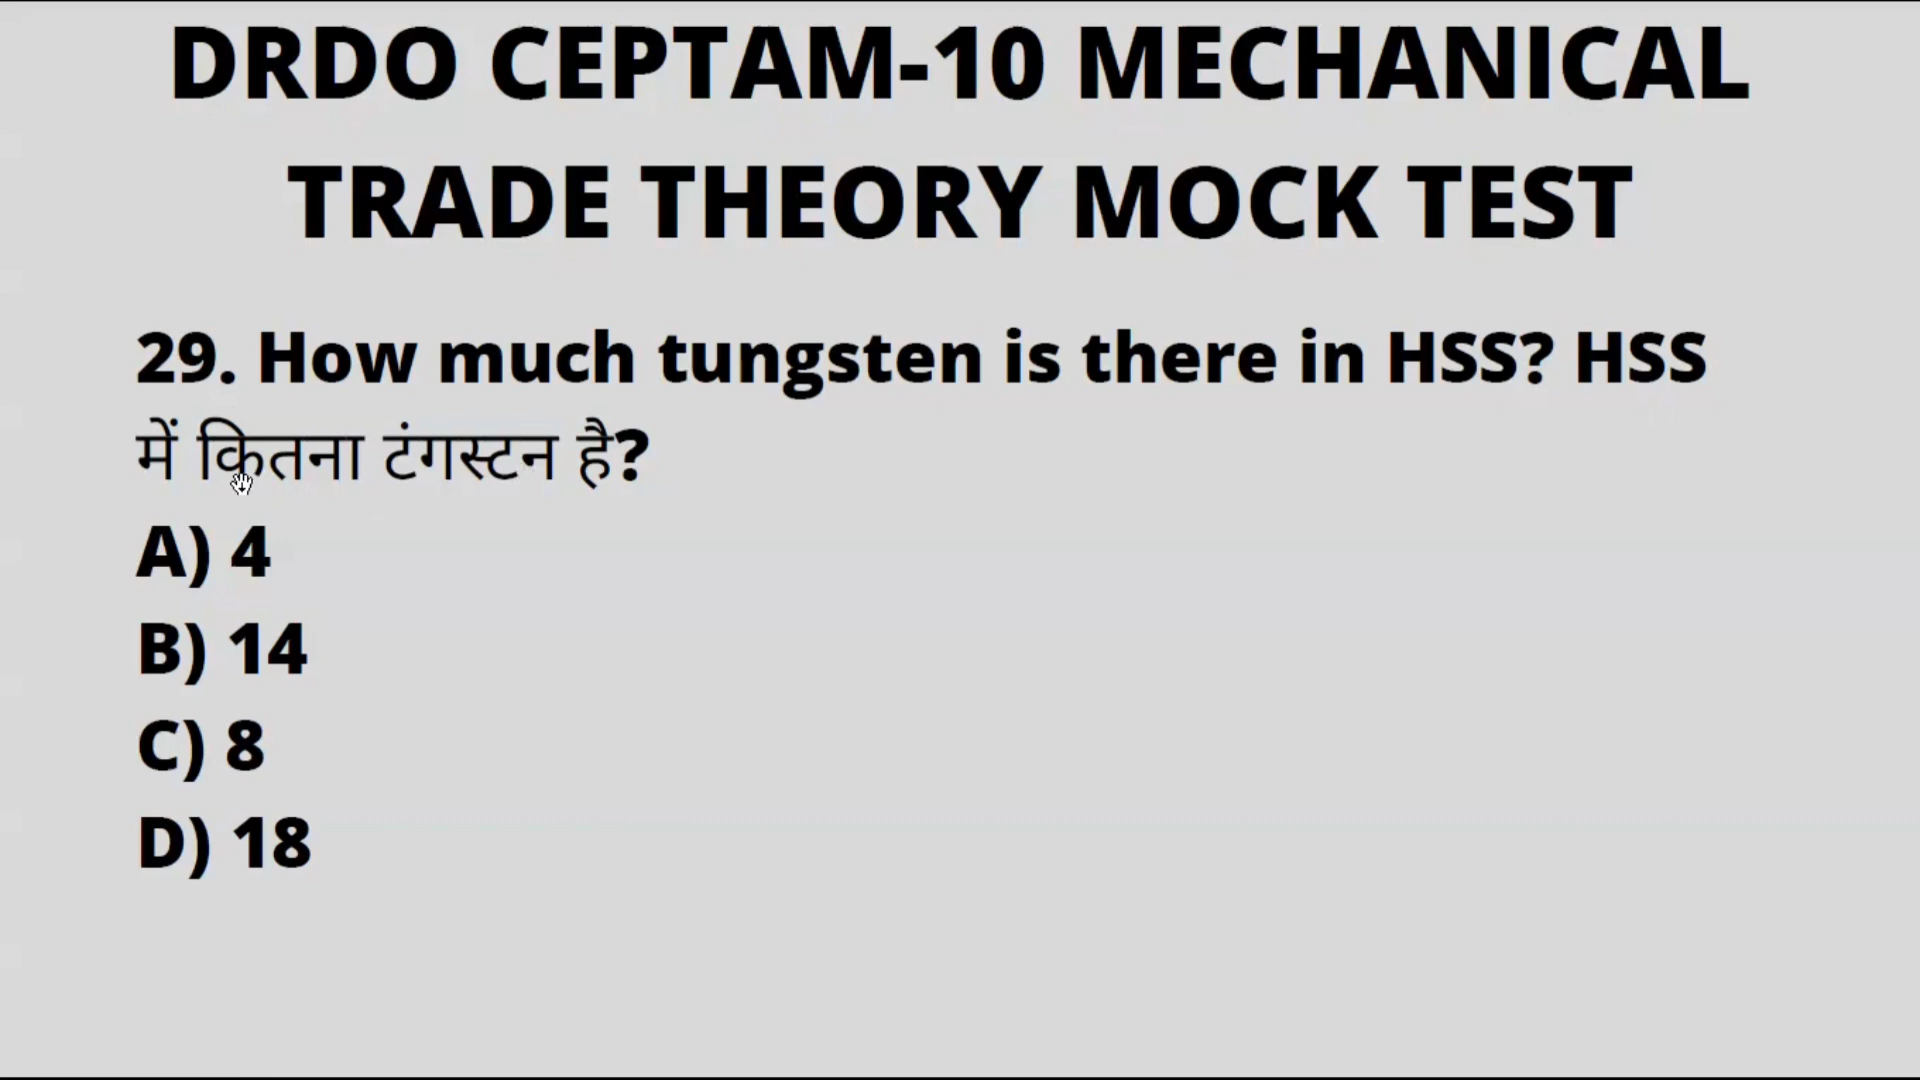 DRDO CEPTAM-10 MECHANICAL
TRADE THEORY MOCK TEST
29. How much tungsten is there in HSS? HSS
में कितना टंगस्टन है?
A) 4
B) 14
C) 8
D) 18